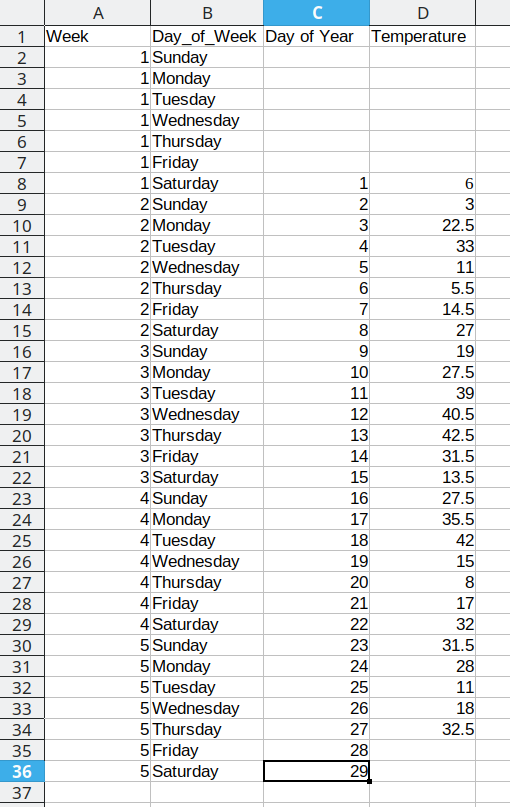 A B C D
1 Week Day_of_Week Day of Year Temperature
2 1 Sunday
3 1 Monday
4 1 Tuesday
5 1 Wednesday
6 1 Thursday
7 1 Friday
8 1 Saturday 1 6
9 2 Sunday 2 3
10 2 Monday 3 22.5
11 2 Tuesday 4 33
12 2 Wednesday 5 11
13 2 Thursday 6 5.5
14 2 Friday 7 14.5
15 2 Saturday 8 27
16 3 Sunday 9 19
17 3 Monday 10 27.5
18 3 Tuesday 11 39
19 3 Wednesday 12 40.5
20 3 Thursday 13 42.5
21 3 Friday 14 31.5
22 3 Saturday 15 13.5
23 4 Sunday 16 27.5
24 4 Monday 17 35.5
25 4 Tuesday 18 42
26 4 Wednesday 19 15
27 4 Thursday 20 8
28 4 Friday 21 17
29 4 Saturday 22 32
30 5 Sunday 23 31.5
31 5 Monday 24 28
32 5 Tuesday 25 11
33 5 Wednesday 26 18
34 5 Thursday 27 32.5
35 5 Friday 28
36 5 Saturday 29
37